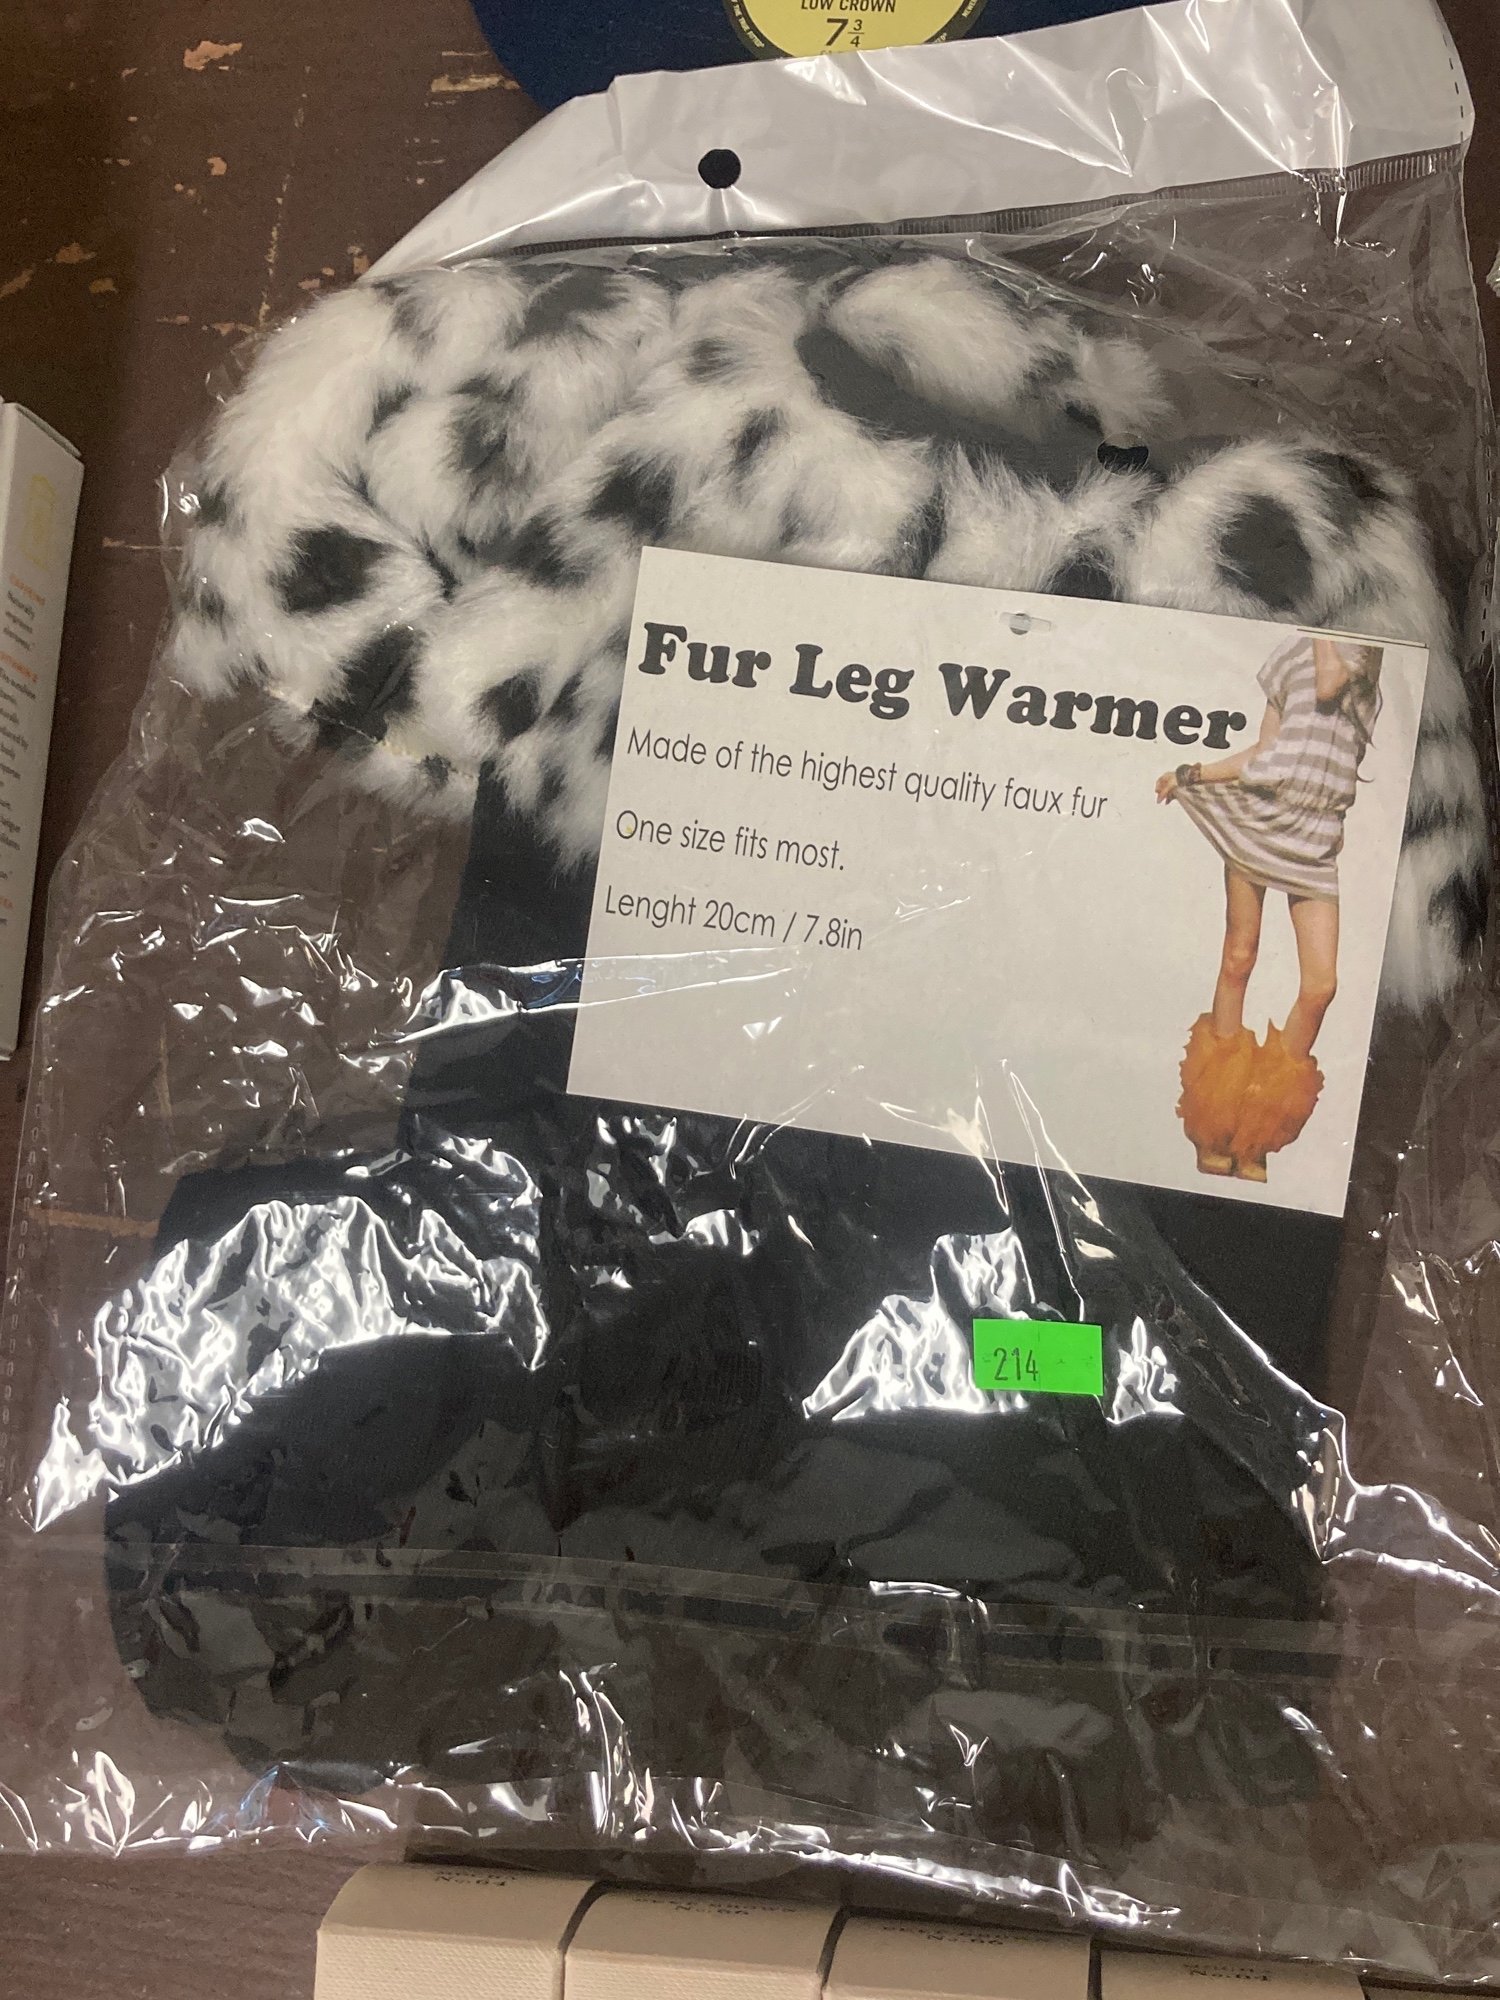 LOW CROWN
7 3/4
Fur Leg Warmer
Made of the highest quality faux fur
One size fits most.
Lenght 20cm / 7.8in
214